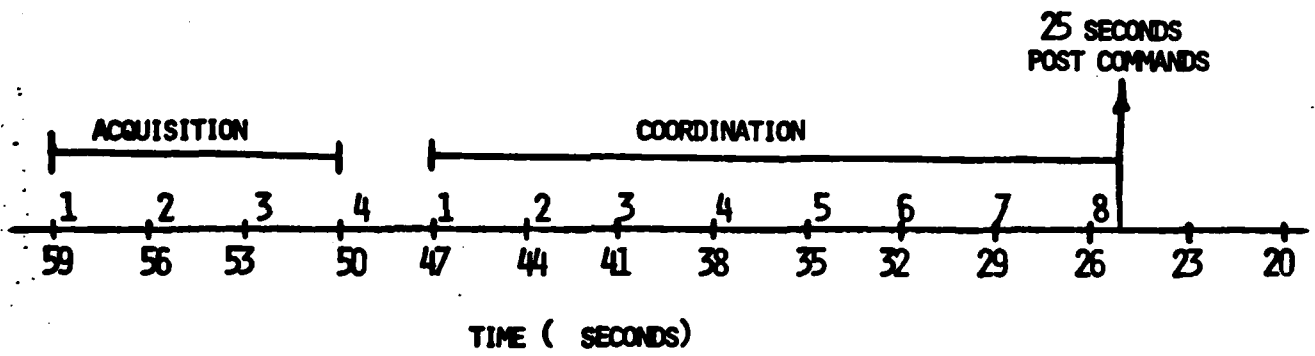 25 SECONDS
POST COMMANDS
ACQUISITION COORDINATION
1 2 3 4 1 2 3 4 5 6 7 8
59 56 53 50 47 44 41 38 35 32 29 26 23 20
TIME ( SECONDS)